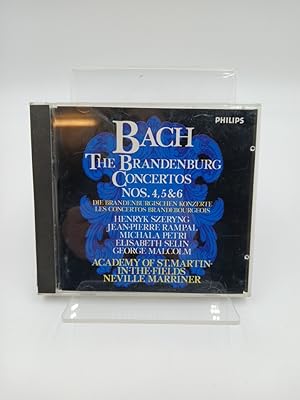 PHILIPS
BACH
THE BRANDENBURG
CONCERTOS
NOS. 4, 5 & 6
DIE BRANDENBURGISCHEN KONZERTE
LES CONCERTOS BRANDEBOURGEOIS
HENRYK SZERYNG
JEAN-PIERRE RAMPAL
MICHALA PETRI
ELISABETH SELIN
GEORGE MALCOLM
ACADEMY OF ST. MARTIN-
IN-THE-FIELDS
NEVILLE MARRINER